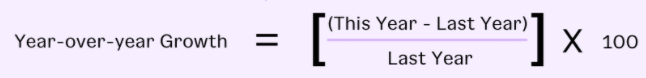 Year-over-year Growth = [(This Year - Last Year) / Last Year] X 100